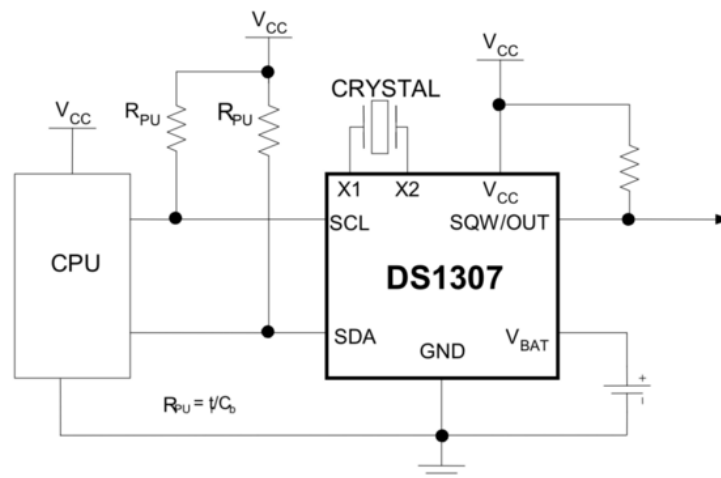 VCC
VCC
VCC
CRYSTAL
RPU
RPU
X1
X2
VCC
SCL
SQW/OUT
CPU
DS1307
SDA
GND
VBAT
+
−
RPU = tr/Cb